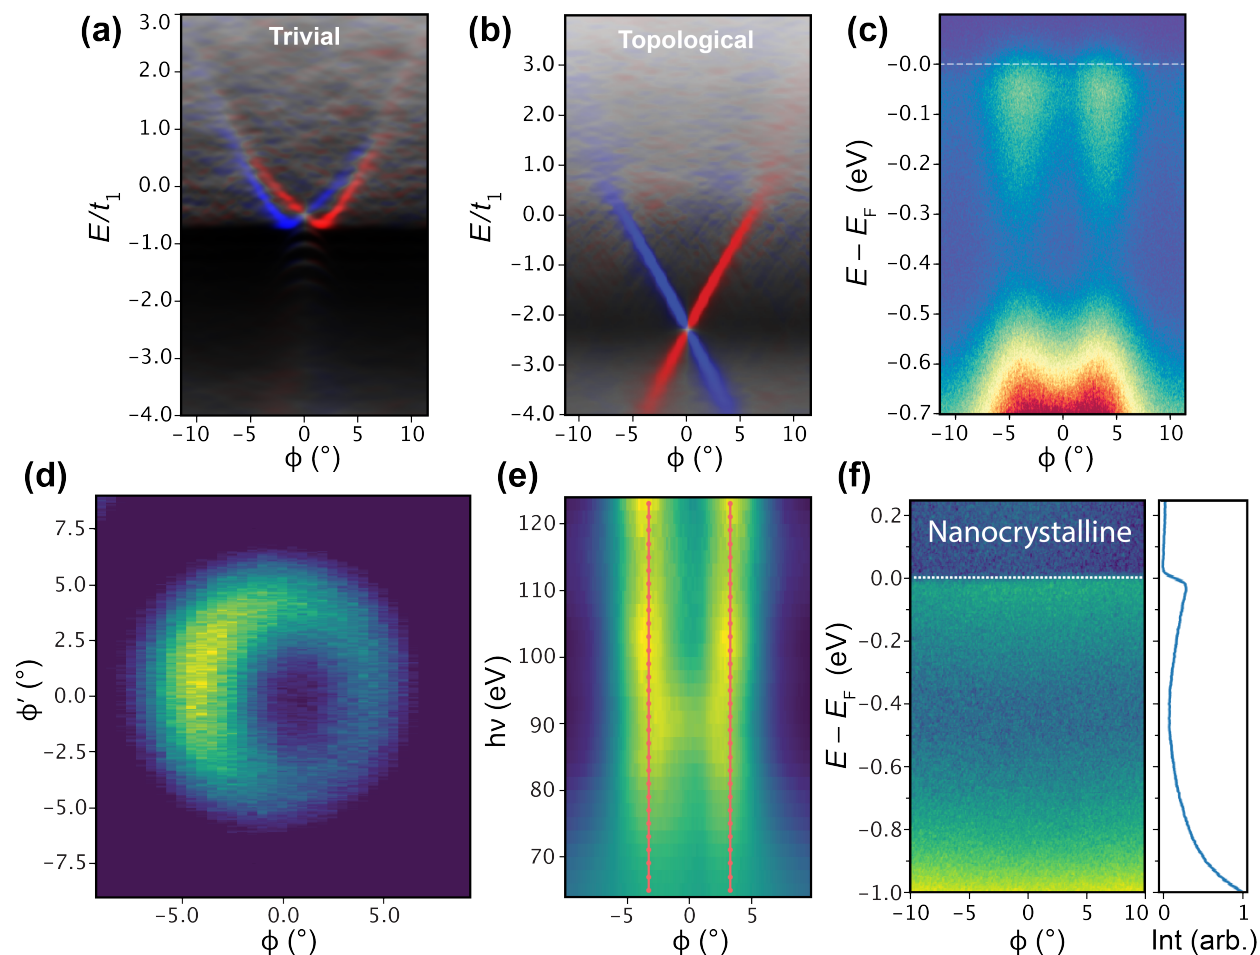 (a)
Trivial
3.0
2.0
1.0
0.0
−1.0
−2.0
−3.0
−4.0
E/t1
−10 −5 0 5 10
ϕ (°)
(b)
Topological
3.0
2.0
1.0
0.0
−1.0
−2.0
−3.0
−4.0
E/t1
−10 −5 0 5 10
ϕ (°)
(c)
−0.0
−0.1
−0.2
−0.3
−0.4
−0.5
−0.6
−0.7
E − EF (eV)
−10 −5 0 5 10
ϕ (°)
(d)
7.5
5.0
2.5
0.0
−2.5
−5.0
−7.5
ϕ′ (°)
−5.0 0.0 5.0
ϕ (°)
(e)
120
110
100
90
80
70
hν (eV)
−5 0 5
ϕ (°)
(f)
Nanocrystalline
0.2
0.0
−0.2
−0.4
−0.6
−0.8
−1.0
E − EF (eV)
−10 −5 0 5 10
ϕ (°)
0 1
Int (arb.)